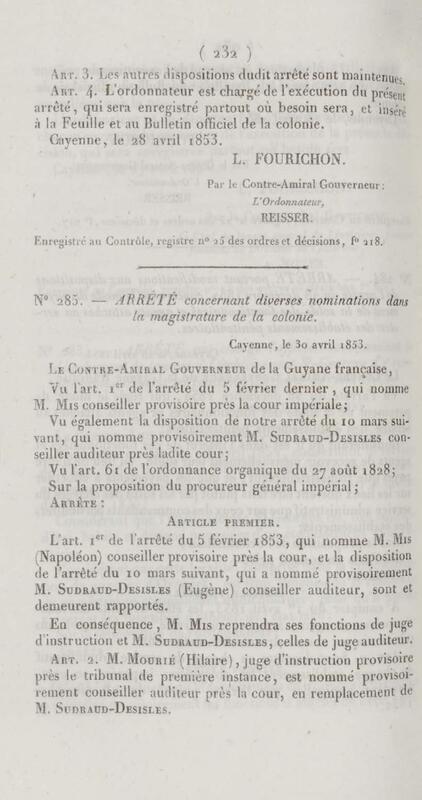 ( 232 )
ART. 3. Les autres dispositions dudit arrêté sont maintenues.
ART. 4. L'ordonnateur est chargé de l'exécution du présent
arrêté, qui sera enregistré partout où besoin sera, et inséré
à la Feuille et au Bulletin officiel de la colonie.
Cayenne, le 28 avril 1853.
L. FOURICHON.
Par le Contre-Amiral Gouverneur:
L'Ordonnateur,
REISSER.
Enregistré au Contrôle, registre n° 25 des ordres et décisions, f° 218.
N° 285. — ARRÊTÉ concernant diverses nominations dans
la magistrature de la colonie.
Cayenne, le 30 avril 1853.
LE CONTRE-AMIRAL GOUVERNEUR de la Guyane française,
Vu l'art. 1er de l'arrêté du 5 février dernier, qui nomme
M. MIS conseiller provisoire près la cour impériale;
Vu également la disposition de notre arrêté du 10 mars sui-
vant, qui nomme provisoirement M. SUDRAUD-DESISLES con-
seiller auditeur près ladite cour;
Vu l'art. 61 de l'ordonnance organique du 27 août 1828;
Sur la proposition du procureur général impérial;
ARRÊTE :
ARTICLE PREMIER.
L'art. 1er de l'arrêté du 5 février 1853, qui nomme M. MIS
(Napoléon) conseiller provisoire près la cour, et la disposition
de l'arrêté du 10 mars suivant, qui a nommé provisoirement
M. SUDRAUD-DESISLES (Eugène) conseiller auditeur, sont et
demeurent rapportés.
En conséquence, M. MIS reprendra ses fonctions de juge
d'instruction et M. SUDRAUD-DESISLES, celles de juge auditeur.
ART. 2. M. MOURIÉ (Hilaire), juge d'instruction provisoire
près le tribunal de première instance, est nommé provisoi-
rement conseiller auditeur près la cour, en remplacement de
M. SUDRAUD-DESISLES.